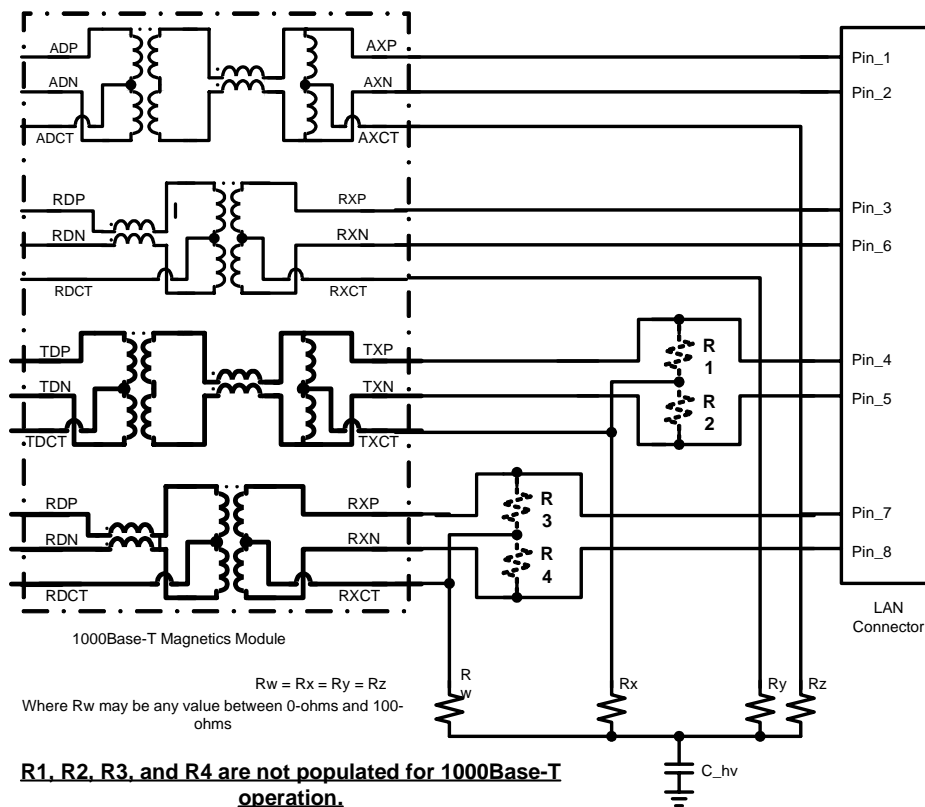 ADP AXP Pin_1
ADN AXN Pin_2
ADCT AXCT
RDP RXP Pin_3
RDN RXN Pin_6
RDCT RXCT
TDP TXP R 1 Pin_4
TDN TXN R 2 Pin_5
TDCT TXCT
RDP RXP R 3 Pin_7
RDN RXN R 4 Pin_8
RDCT RXCT
LAN
Connector
1000Base-T Magnetics Module
Rw = Rx = Ry = Rz
Where Rw may be any value between 0-ohms and 100-
ohms
R w Rx Ry Rz
C_hv
R1, R2, R3, and R4 are not populated for 1000Base-T
operation.